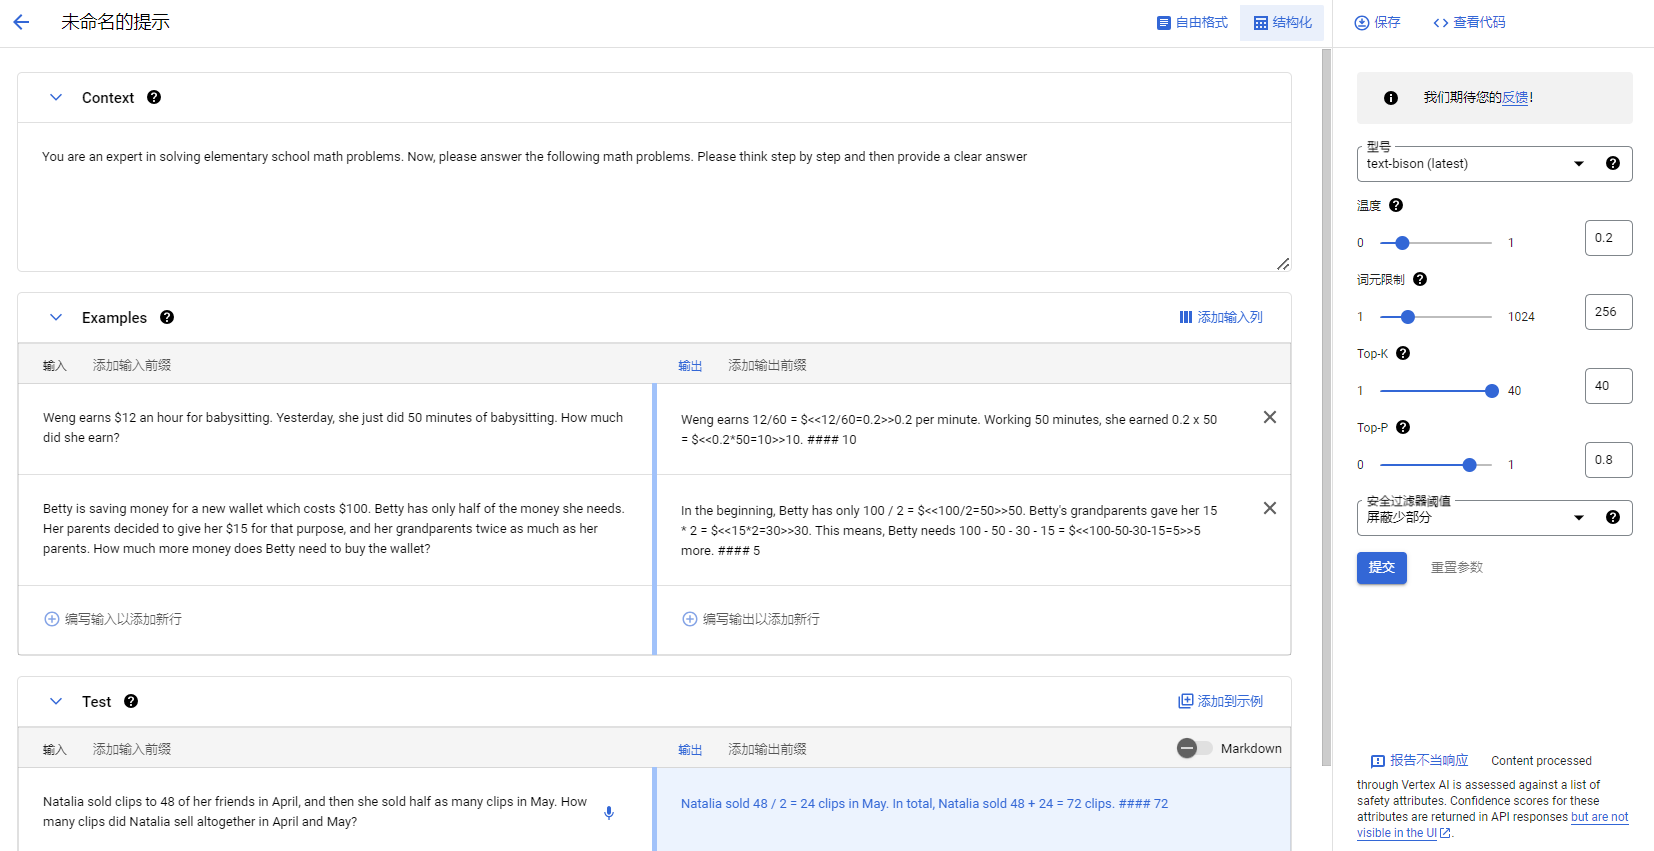 未命名的提示
自由格式
结构化
保存
查看代码
Context
You are an expert in solving elementary school math problems. Now, please answer the following math problems. Please think step by step and then provide a clear answer
Examples
添加输入列
输入 添加输入前缀
输出 添加输出前缀
Weng earns $12 an hour for babysitting. Yesterday, she just did 50 minutes of babysitting. How much
did she earn?
Weng earns 12/60 = $<<12/60=0.2>>0.2 per minute. Working 50 minutes, she earned 0.2 x 50
= $<<0.2*50=10>>10. #### 10
Betty is saving money for a new wallet which costs $100. Betty has only half of the money she needs.
Her parents decided to give her $15 for that purpose, and her grandparents twice as much as her
parents. How much more money does Betty need to buy the wallet?
In the beginning, Betty has only 100 / 2 = $<<100/2=50>>50. Betty's grandparents gave her 15
* 2 = $<<15*2=30>>30. This means, Betty needs 100 - 50 - 30 - 15 = $<<100-50-30-15=5>>5
more. #### 5
编写输入以添加新行
编写输出以添加新行
Test
添加到示例
输入 添加输入前缀
输出 添加输出前缀
Markdown
Natalia sold clips to 48 of her friends in April, and then she sold half as many clips in May. How
many clips did Natalia sell altogether in April and May?
Natalia sold 48 / 2 = 24 clips in May. In total, Natalia sold 48 + 24 = 72 clips. #### 72
我们期待您的反馈!
型号
text-bison (latest)
温度
0 1 0.2
词元限制
1 1024 256
Top-K
1 40 40
Top-P
0 1 0.8
安全过滤器阈值
屏蔽少部分
提交
重置参数
报告不当响应 Content processed
through Vertex AI is assessed against a list of
safety attributes. Confidence scores for these
attributes are returned in API responses but are not
visible in the UI.